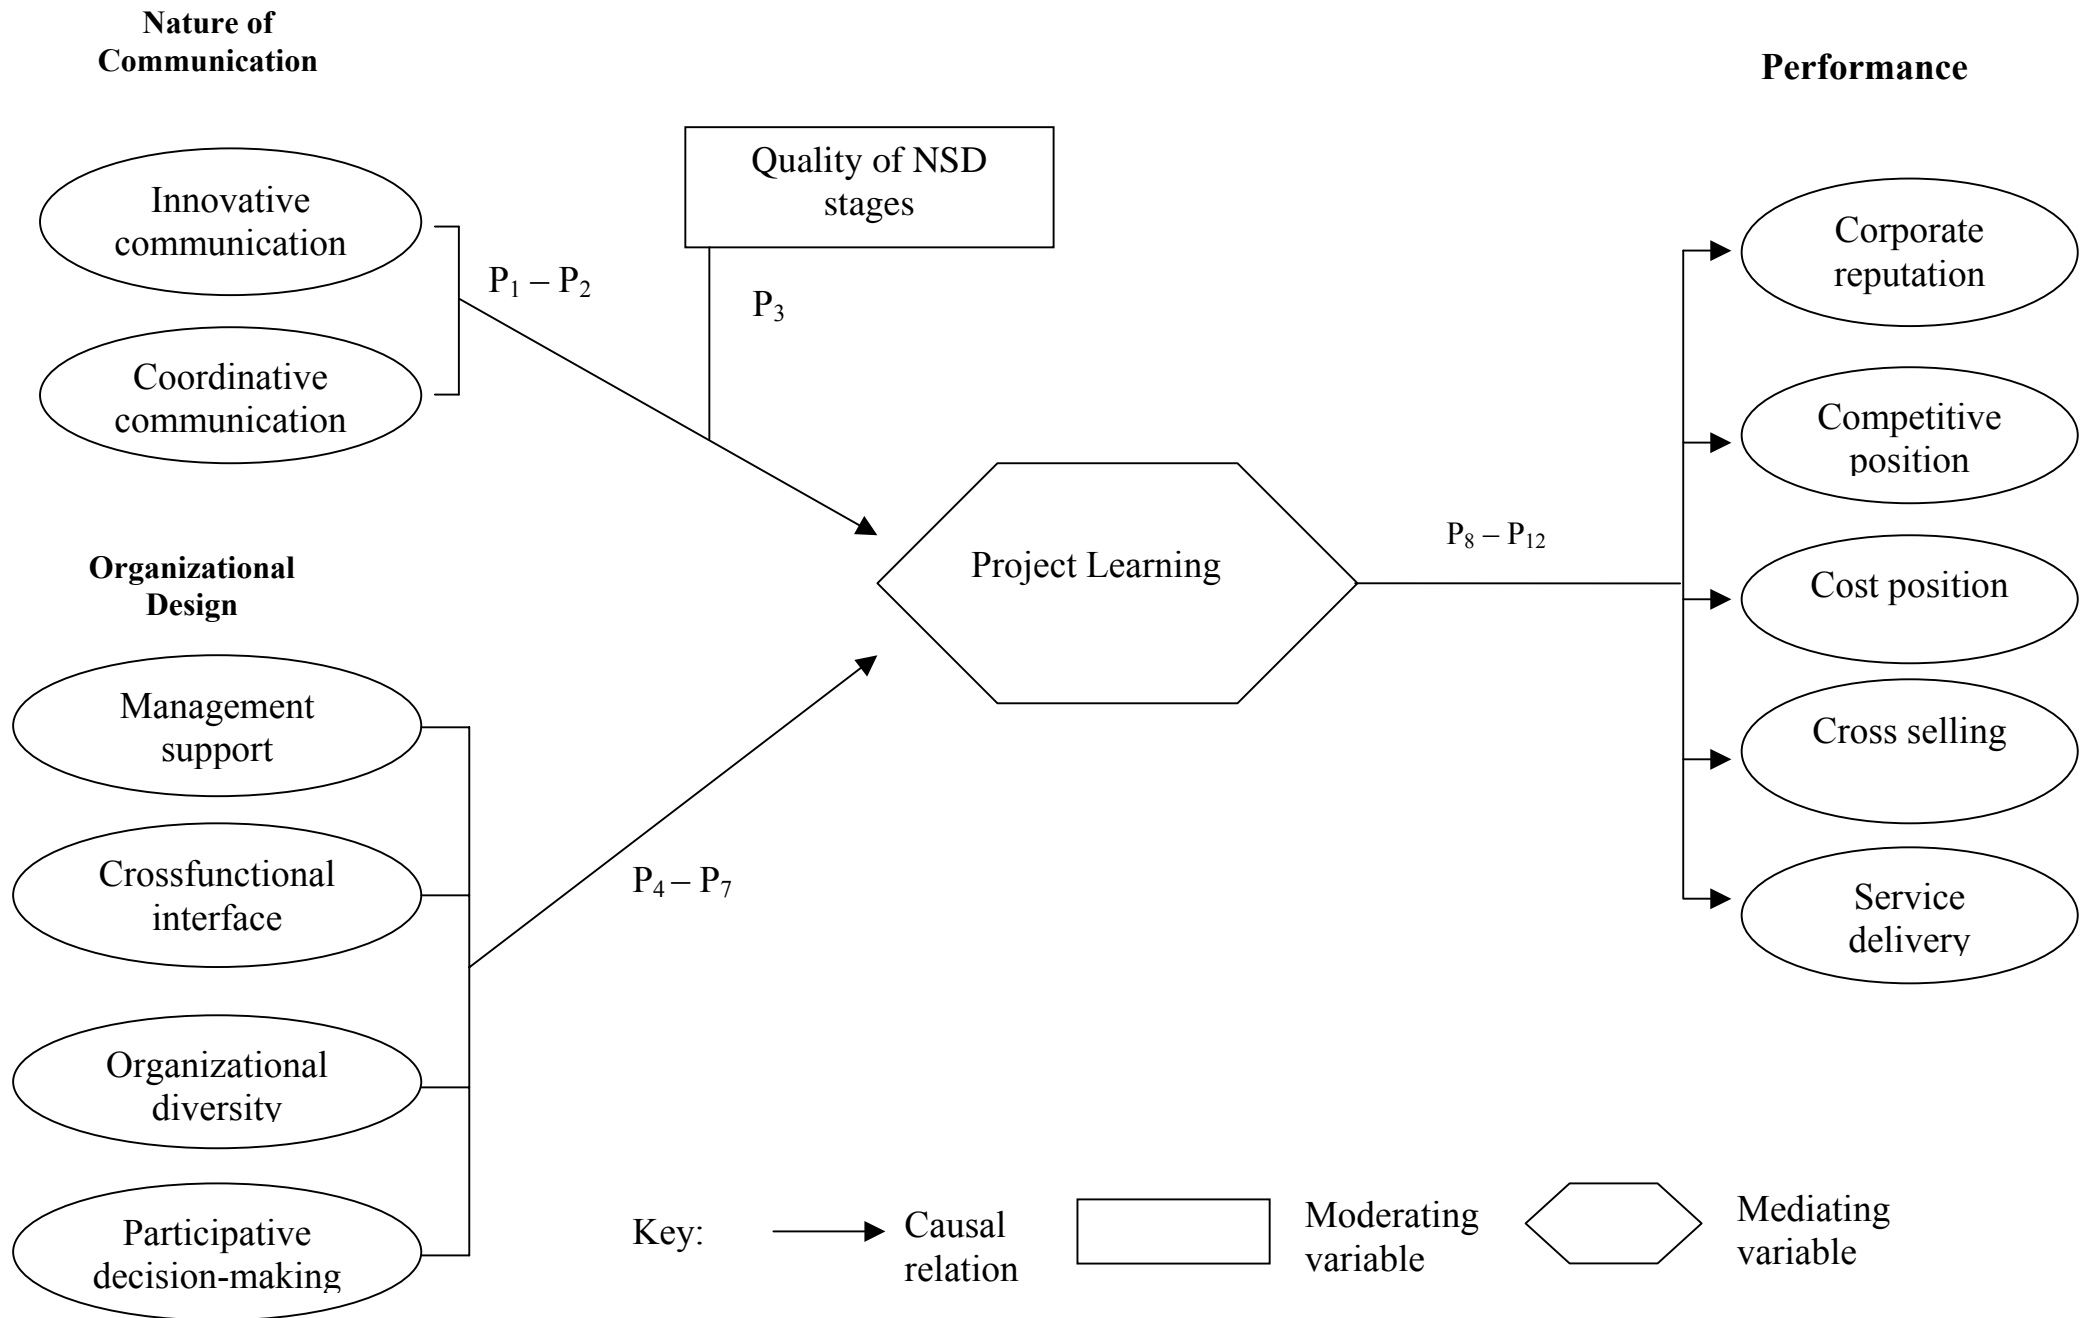 Nature of
Communication
Performance
Innovative
communication
Coordinative
communication
P₁ – P₂
Quality of NSD
stages
P₃
Organizational
Design
Management
support
Crossfunctional
interface
Organizational
diversity
Participative
decision-making
P₄ – P₇
Project Learning
P₈ – P₁₂
Corporate
reputation
Competitive
position
Cost position
Cross selling
Service
delivery
Key:
Causal
relation
Moderating
variable
Mediating
variable